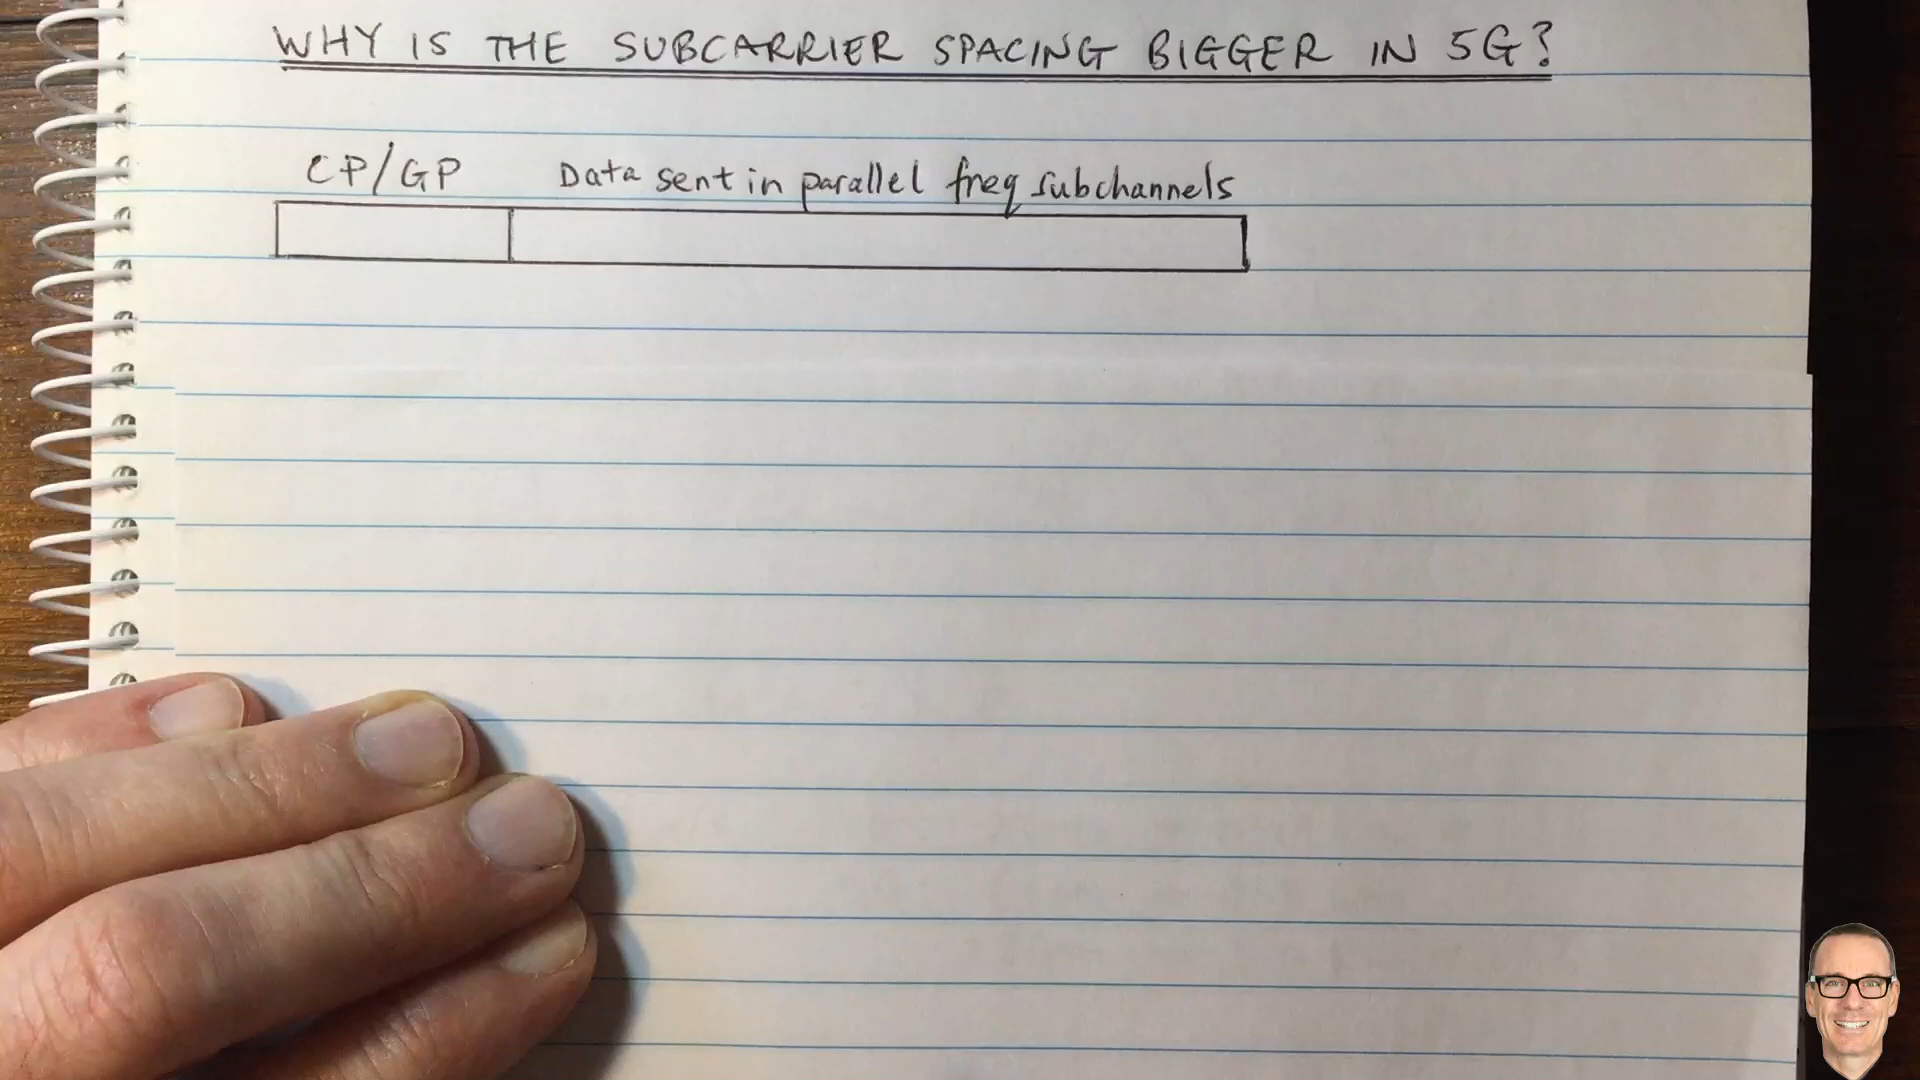 WHY IS THE SUBCARRIER SPACING BIGGER IN 5G?
CP/GP Data sent in parallel freq subchannels